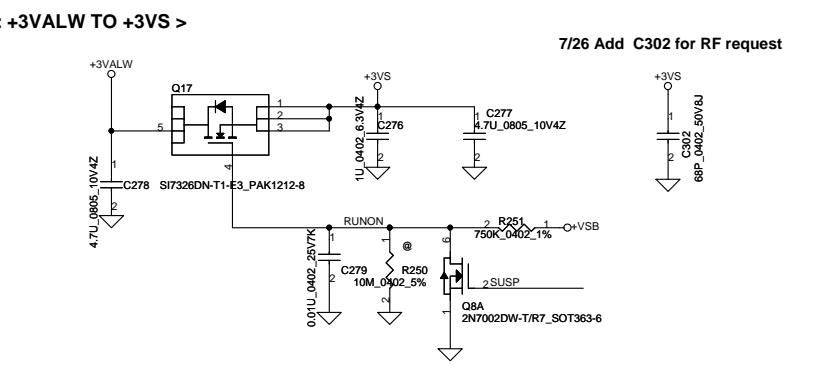 : +3VALW TO +3VS >
7/26 Add C302 for RF request
+3VALW
+3VS
+3VS
Q17
1
2
3
5
4
1
2
C276
1U_0402_6.3V4Z
1
2
C277
4.7U_0805_10V4Z
1
2
C302
68P_0402_50V8J
1
2
C278
4.7U_0805_10V4Z
SI7326DN-T1-E3_PAK1212-8
RUNON
2
R251
1
750K_0402_1%
+VSB
1
2
C279
0.01U_0402_25V7K
1
2
@
R250
10M_0402_5%
6
2
SUSP
1
Q8A
2N7002DW-T/R7_SOT363-6